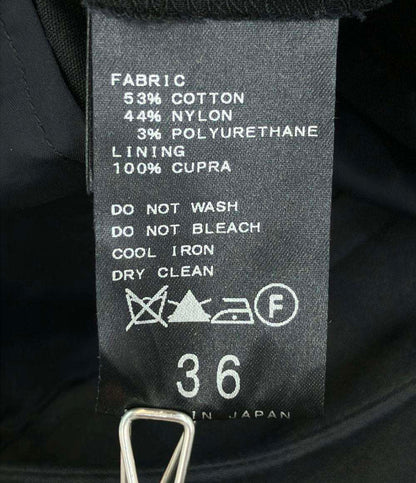 FABRIC
53% COTTON
44% NYLON
3% POLYURETHANE
LINING
100% CUPRA
DO NOT WASH
DO NOT BLEACH
COOL IRON
DRY CLEAN
F
36
IN JAPAN